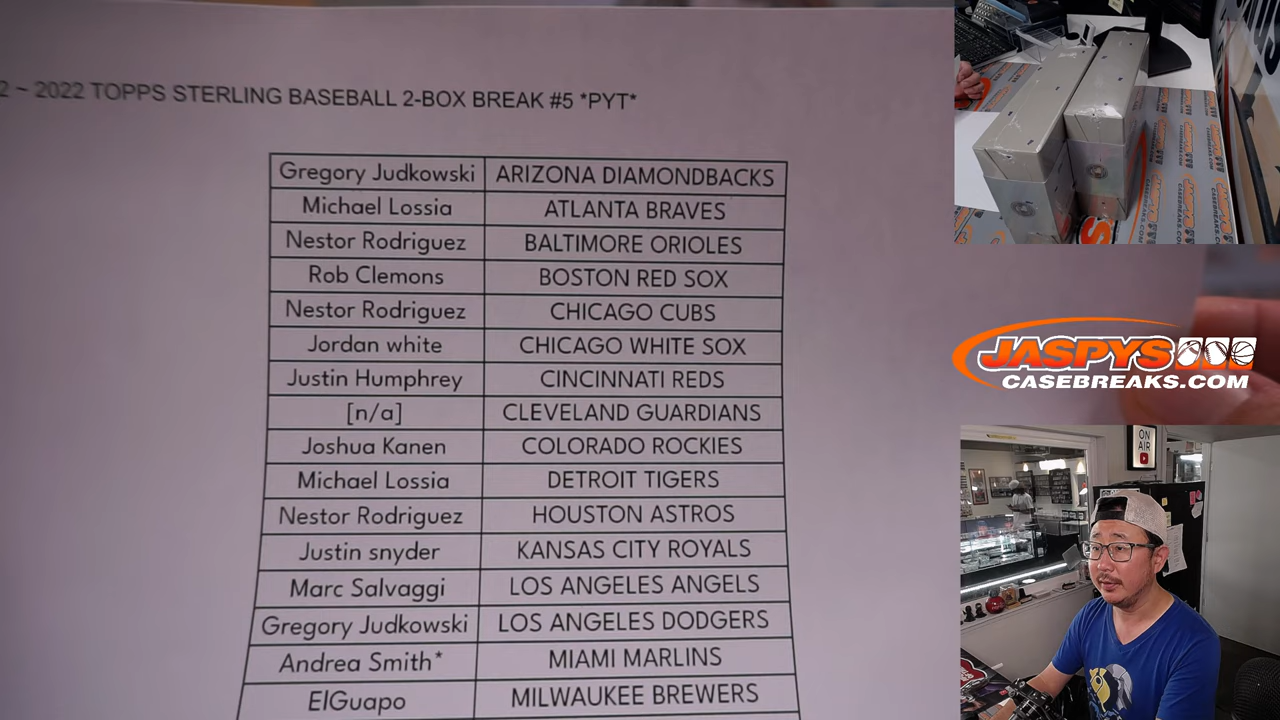 2 ~ 2022 TOPPS STERLING BASEBALL 2-BOX BREAK #5 *PYT*
Gregory Judkowski ARIZONA DIAMONDBACKS
Michael Lossia ATLANTA BRAVES
Nestor Rodriguez BALTIMORE ORIOLES
Rob Clemons BOSTON RED SOX
Nestor Rodriguez CHICAGO CUBS
Jordan white CHICAGO WHITE SOX
Justin Humphrey CINCINNATI REDS
[n/a] CLEVELAND GUARDIANS
Joshua Kanen COLORADO ROCKIES
Michael Lossia DETROIT TIGERS
Nestor Rodriguez HOUSTON ASTROS
Justin snyder KANSAS CITY ROYALS
Marc Salvaggi LOS ANGELES ANGELS
Gregory Judkowski LOS ANGELES DODGERS
Andrea Smith* MIAMI MARLINS
ElGuapo MILWAUKEE BREWERS
JASPYS
CASEBREAKS.COM
ON
AIR